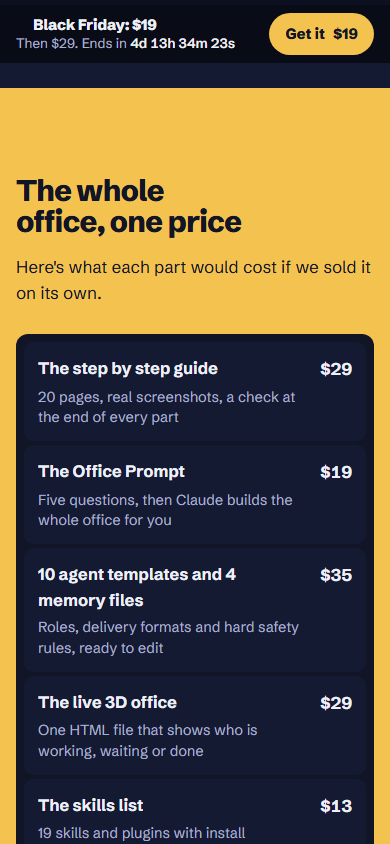 Black Friday: $19
Then $29. Ends in 4d 13h 34m 23s
Get it $19
The whole
office, one price
Here's what each part would cost if we sold it
on its own.
The step by step guide
$29
20 pages, real screenshots, a check at
the end of every part
The Office Prompt
$19
Five questions, then Claude builds the
whole office for you
10 agent templates and 4
memory files
$35
Roles, delivery formats and hard safety
rules, ready to edit
The live 3D office
$29
One HTML file that shows who is
working, waiting or done
The skills list
$13
19 skills and plugins with install